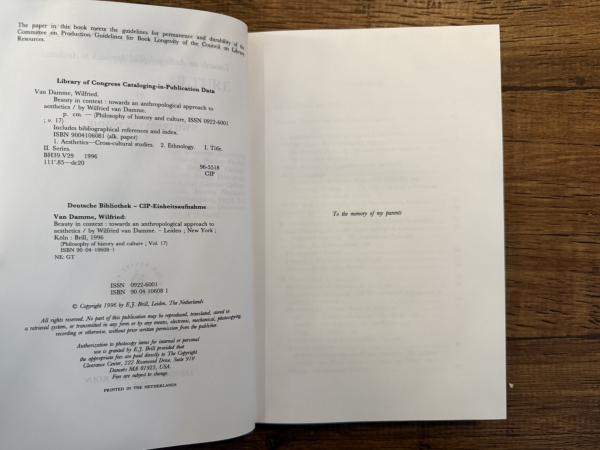 The paper in this book meets the guidelines for permanence and durability of the
Committee on Production Guidelines for Book Longevity of the Council on Library
Resources.
Library of Congress Cataloging-in-Publication Data
Van Damme, Wilfried.
Beauty in context : towards an anthropological approach to
aesthetics / by Wilfried van Damme.
p. cm. — (Philosophy of history and culture, ISSN 0922-6001
; v. 17)
Includes bibliographical references and index.
ISBN 9004106081 (alk. paper)
1. Aesthetics—Cross-cultural studies. 2. Ethnology. I. Title.
II. Series.
BH39.V29 1996
111'.85—dc20
96-5518
CIP
Deutsche Bibliothek – CIP-Einheitsaufnahme
Van Damme, Wilfried:
Beauty in context : towards an anthropological approach to
aesthetics / by Wilfried van Damme. – Leiden ; New York ;
Köln : Brill, 1996
(Philosophy of history and culture ; Vol. 17)
ISBN 90-04-10608-1
NE: GT
ISSN 0922-6001
ISBN 90 04 10608 1
© Copyright 1996 by E.J. Brill, Leiden, The Netherlands
All rights reserved. No part of this publication may be reproduced, translated, stored in
a retrieval system, or transmitted in any form or by any means, electronic, mechanical, photocopying,
recording or otherwise, without prior written permission from the publisher.
Authorization to photocopy items for internal or personal
use is granted by E.J. Brill provided that
the appropriate fees are paid directly to The Copyright
Clearance Center, 222 Rosewood Drive, Suite 910
Danvers MA 01923, USA.
Fees are subject to change.
PRINTED IN THE NETHERLANDS
To the memory of my parents